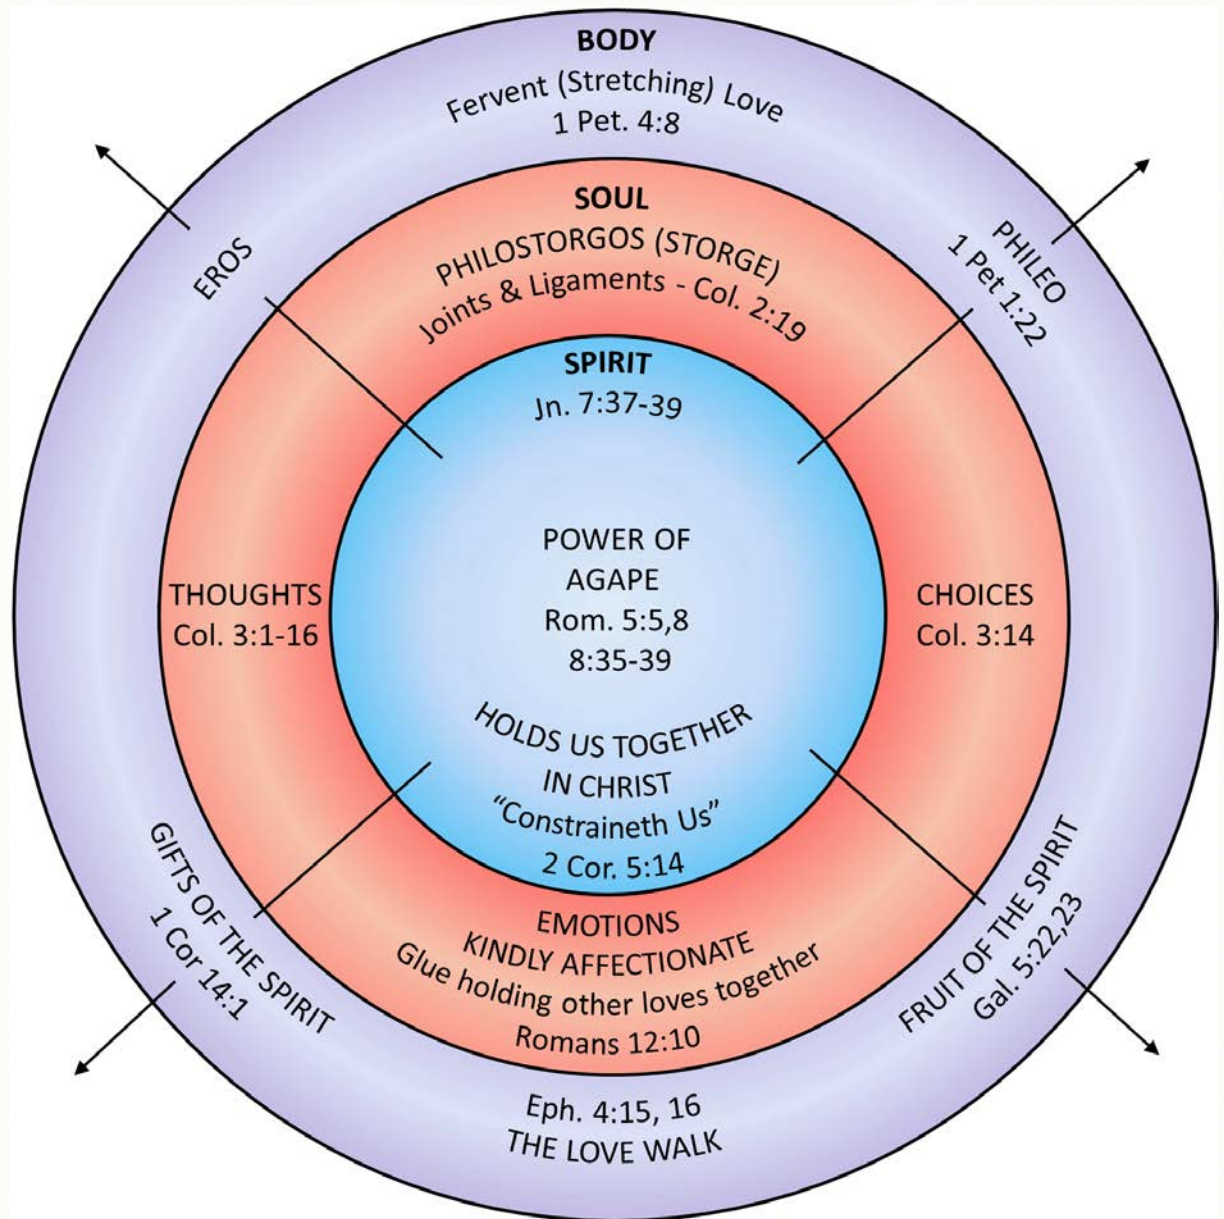 BODY
Fervent (Stretching) Love
1 Pet. 4:8
EROS
PHILEO
1 Pet 1:22
SOUL
PHILOSTORGOS (STORGE)
Joints & Ligaments - Col. 2:19
SPIRIT
Jn. 7:37-39
POWER OF
AGAPE
Rom. 5:5,8
8:35-39
THOUGHTS
Col. 3:1-16
CHOICES
Col. 3:14
HOLDS US TOGETHER
IN CHRIST
“Constraineth Us”
2 Cor. 5:14
EMOTIONS
KINDLY AFFECTIONATE
Glue holding other loves together
Romans 12:10
GIFTS OF THE SPIRIT
1 Cor 14:1
FRUIT OF THE SPIRIT
Gal. 5:22,23
Eph. 4:15, 16
THE LOVE WALK